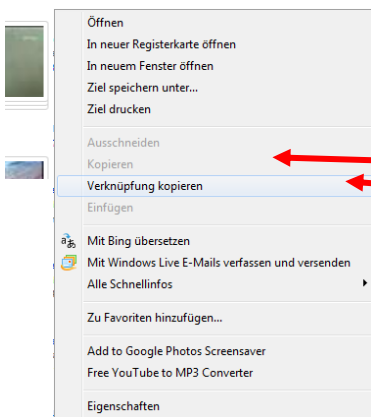 Öffnen
In neuer Registerkarte öffnen
In neuem Fenster öffnen
Ziel speichern unter...
Ziel drucken
Ausschneiden
Kopieren
Verknüpfung kopieren
Einfügen
Mit Bing übersetzen
Mit Windows Live E-Mails verfassen und versenden
Alle Schnellinfos
Zu Favoriten hinzufügen...
Add to Google Photos Screensaver
Free YouTube to MP3 Converter
Eigenschaften